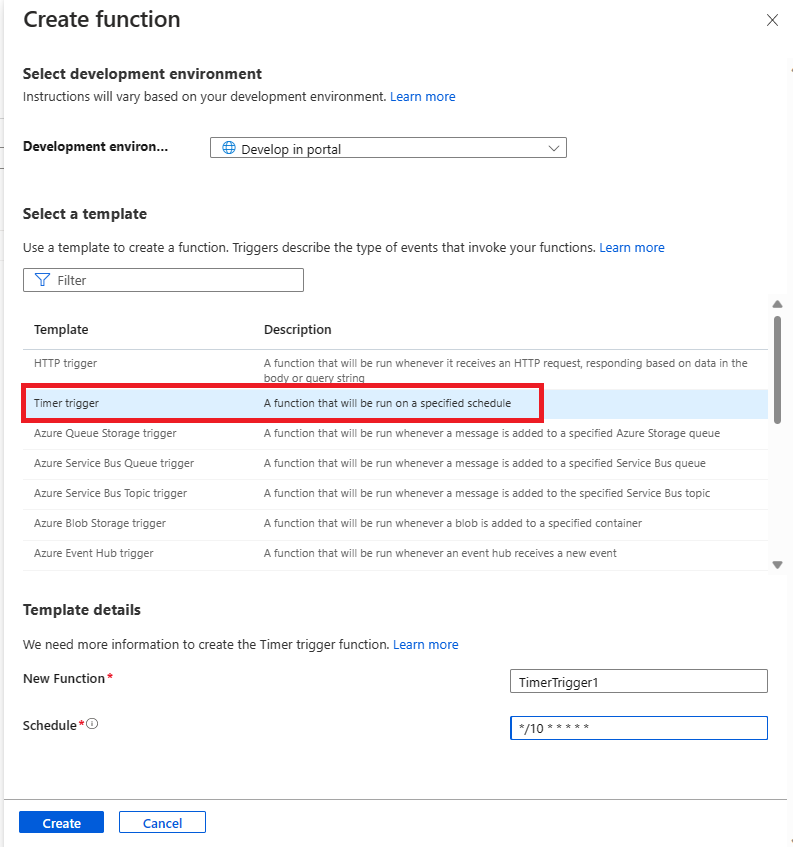 Create function
Select development environment
Instructions will vary based on your development environment. Learn more
Development environ... Develop in portal
Select a template
Use a template to create a function. Triggers describe the type of events that invoke your functions. Learn more
Filter
Template Description
HTTP trigger A function that will be run whenever it receives an HTTP request, responding based on data in the
body or query string
Timer trigger A function that will be run on a specified schedule
Azure Queue Storage trigger A function that will be run whenever a message is added to a specified Azure Storage queue
Azure Service Bus Queue trigger A function that will be run whenever a message is added to a specified Service Bus queue
Azure Service Bus Topic trigger A function that will be run whenever a message is added to the specified Service Bus topic
Azure Blob Storage trigger A function that will be run whenever a blob is added to a specified container
Azure Event Hub trigger A function that will be run whenever an event hub receives a new event
Template details
We need more information to create the Timer trigger function. Learn more
New Function* TimerTrigger1
Schedule* */10 * * * * *
Create Cancel